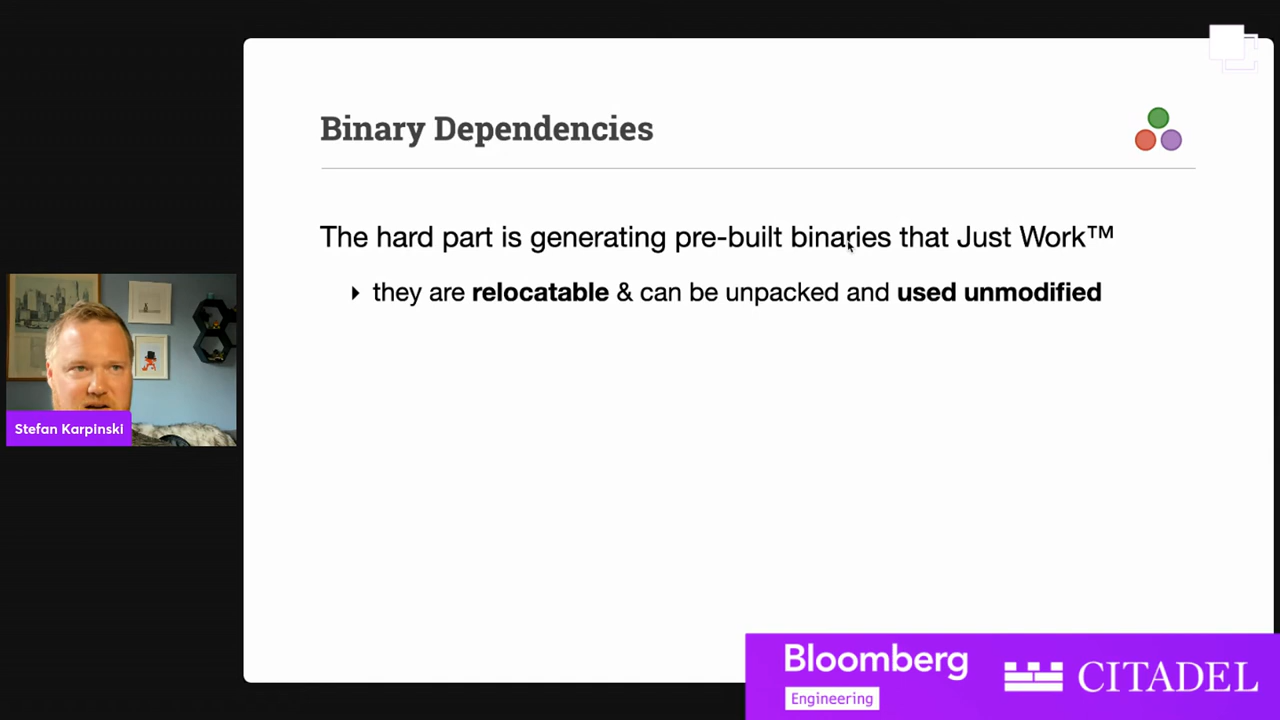 Binary Dependencies
The hard part is generating pre-built binaries that Just Work™
‣ they are relocatable & can be unpacked and used unmodified
Stefan Karpinski
Bloomberg
Engineering
CITADEL